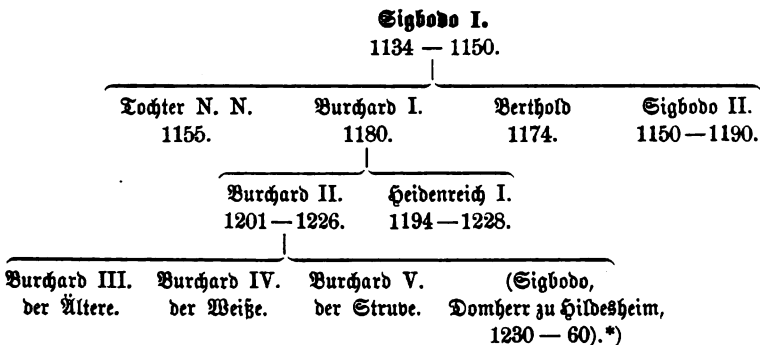 Sigbodo I.
1134 — 1150.
Tochter N. N. Burchard I. Berthold Sigbodo II.
1155. 1180. 1174. 1150—1190.
Burchard II. Heidenreich I.
1201—1226. 1194—1228.
Burchard III. Burchard IV. Burchard V. (Sigbodo,
der Ältere. der Weiße. der Struve. Domherr zu Hildesheim,
1230 — 60).*)